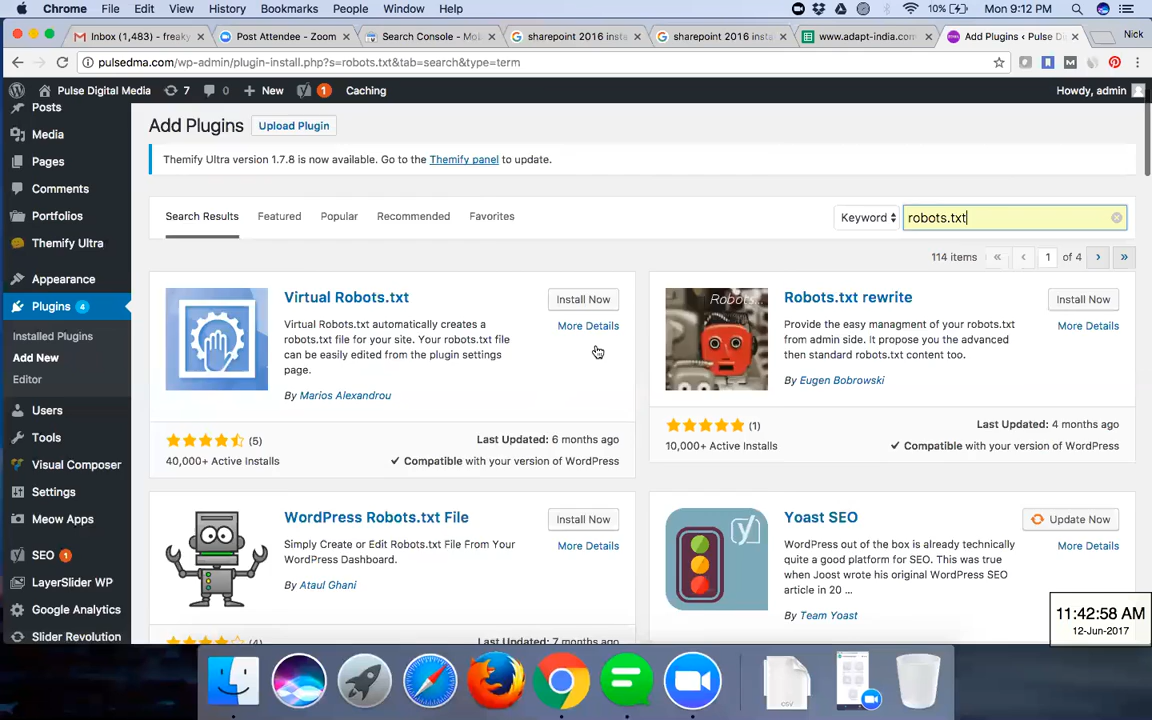 Chrome File Edit View History Bookmarks People Window Help 10% Mon 9:12 PM
Inbox (1,483) - freaky
Post Attendee - Zoom
Search Console - Mo
sharepoint 2016 insta
sharepoint 2016 insta
www.adapt-india.com
Add Plugins ‹ Pulse Di
Nick
pulsedma.com/wp-admin/plugin-install.php?s=robots.txt&tab=search&type=term
Pulse Digital Media 7 0 New 1 Caching Howdy, admin
Posts
Media
Pages
Comments
Portfolios
Themify Ultra
Appearance
Plugins 4
Installed Plugins
Add New
Editor
Users
Tools
Visual Composer
Settings
Meow Apps
SEO 1
LayerSlider WP
Google Analytics
Slider Revolution
Add Plugins Upload Plugin
Themify Ultra version 1.7.8 is now available. Go to the Themify panel to update.
Search Results Featured Popular Recommended Favorites Keyword robots.txt
114 items « ‹ 1 of 4 › »
Virtual Robots.txt
Install Now
More Details
Virtual Robots.txt automatically creates a
robots.txt file for your site. Your robots.txt file
can be easily edited from the plugin settings
page.
By Marios Alexandrou
(5)
Last Updated: 6 months ago
40,000+ Active Installs
Compatible with your version of WordPress
Robots..
Robots.txt rewrite
Install Now
More Details
Provide the easy managment of your robots.txt
from admin side. It propose you the advanced
then standard robots.txt content too.
By Eugen Bobrowski
(1)
Last Updated: 4 months ago
10,000+ Active Installs
Compatible with your version of WordPress
WordPress Robots.txt File
Install Now
More Details
Simply Create or Edit Robots.txt File From Your
WordPress Dashboard.
By Ataul Ghani
(4)
Last Updated: 7 months ago
Yoast SEO
Update Now
More Details
WordPress out of the box is already technically
quite a good platform for SEO. This was true
when Joost wrote his original WordPress SEO
article in 20 ...
By Team Yoast
11:42:58 AM
12-Jun-2017
CSV